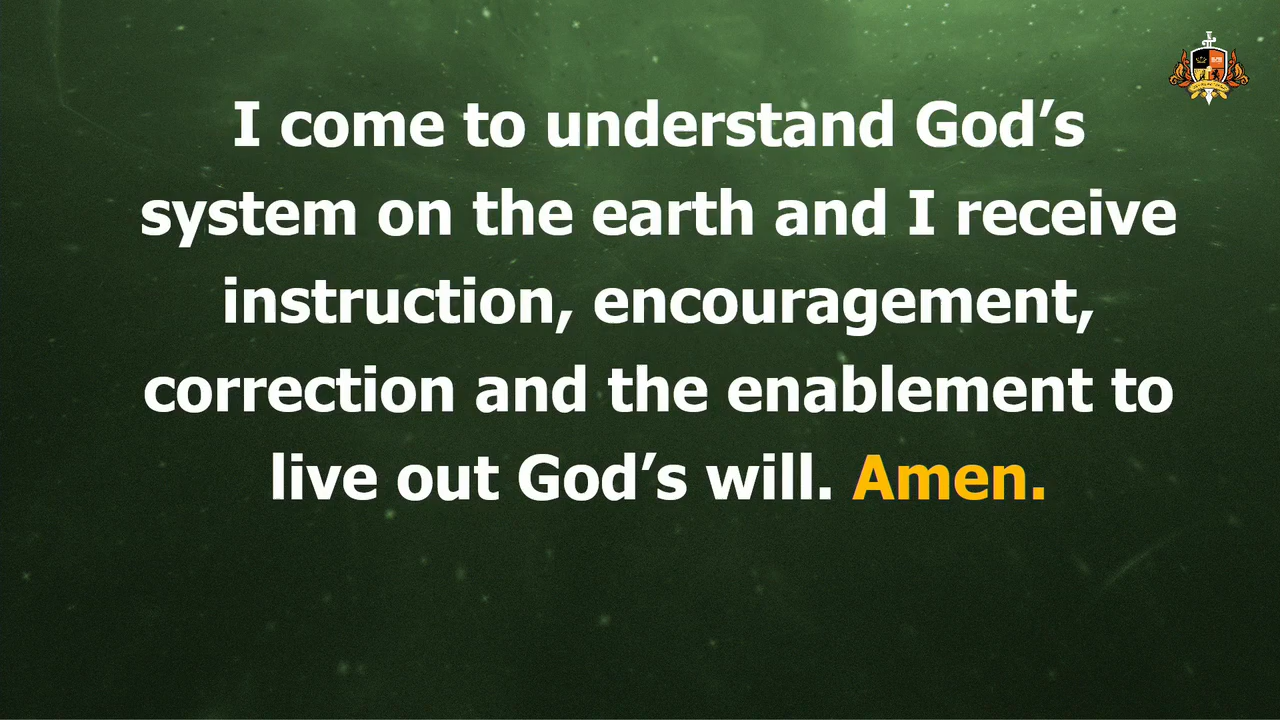 I come to understand God’s
system on the earth and I receive
instruction, encouragement,
correction and the enablement to
live out God’s will. Amen.